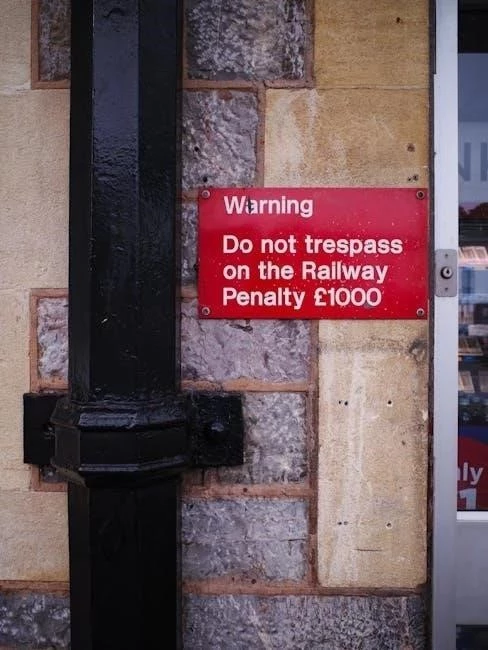 Warning
Do not trespass
on the Railway
Penalty £1000